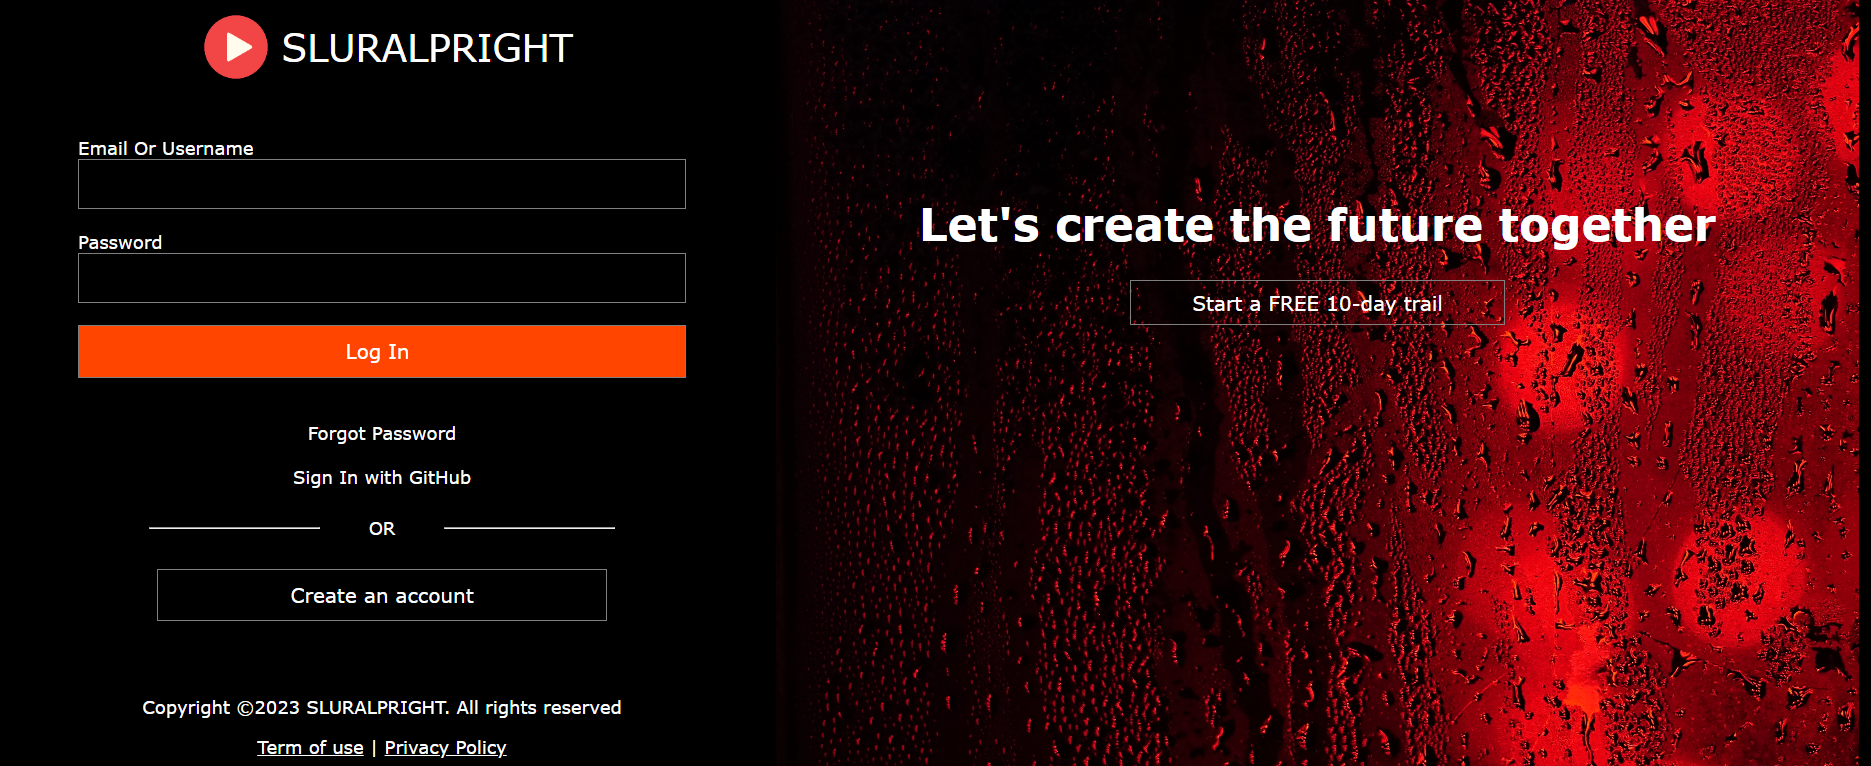 SLURALPRIGHT
Email Or Username
Password
Log In
Forgot Password
Sign In with GitHub
OR
Create an account
Copyright ©2023 SLURALPRIGHT. All rights reserved
Term of use | Privacy Policy
Let's create the future together
Start a FREE 10-day trail